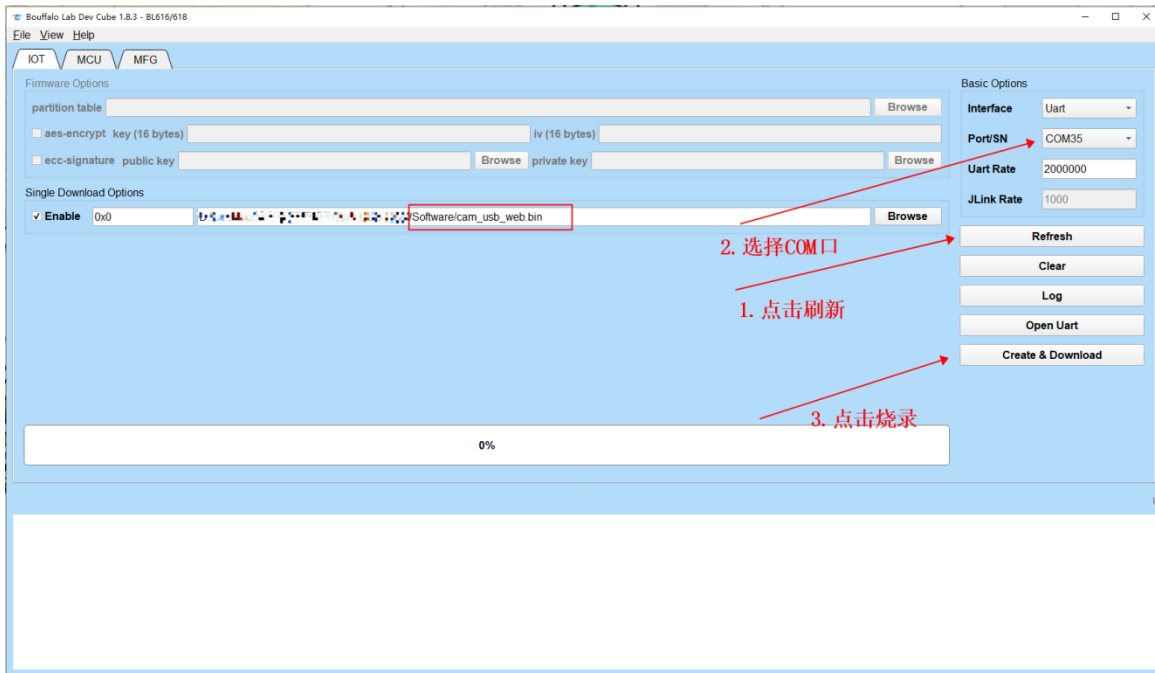 Bouffalo Lab Dev Cube 1.8.3 - BL616/618
File View Help
IOT MCU MFG
Firmware Options
partition table Browse
aes-encrypt key (16 bytes) iv (16 bytes)
ecc-signature public key Browse private key Browse
Single Download Options
Enable 0x0 /Software/cam_usb_web.bin Browse
Basic Options
Interface Uart
Port/SN COM35
Uart Rate 2000000
JLink Rate 1000
Refresh
Clear
Log
Open Uart
Create & Download
2. 选择COM口
1. 点击刷新
3. 点击烧录
0%